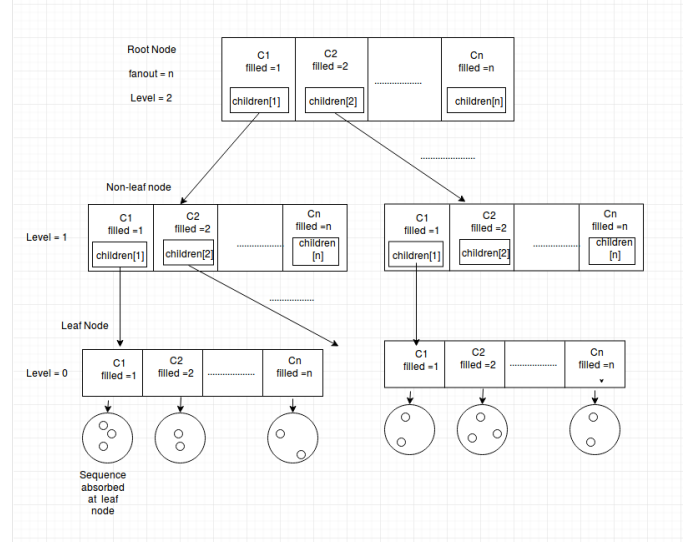 Root Node
fanout = n
Level = 2
C1
filled =1
children[1]
C2
filled =2
children[2]
....................
Cn
filled =n
children[n]
.......................
Non-leaf node
Level = 1
C1
filled =1
children[1]
C2
filled =2
children[2]
....................
Cn
filled =n
children
[n]
C1
filled =1
children[1]
C2
filled =2
children[2]
....................
Cn
filled =n
children
[n]
...................
Leaf Node
Level = 0
C1
filled =1
C2
filled =2
....................
Cn
filled =n
C1
filled =1
C2
filled =2
....................
Cn
filled =n
Sequence
absorbed
at leaf
node